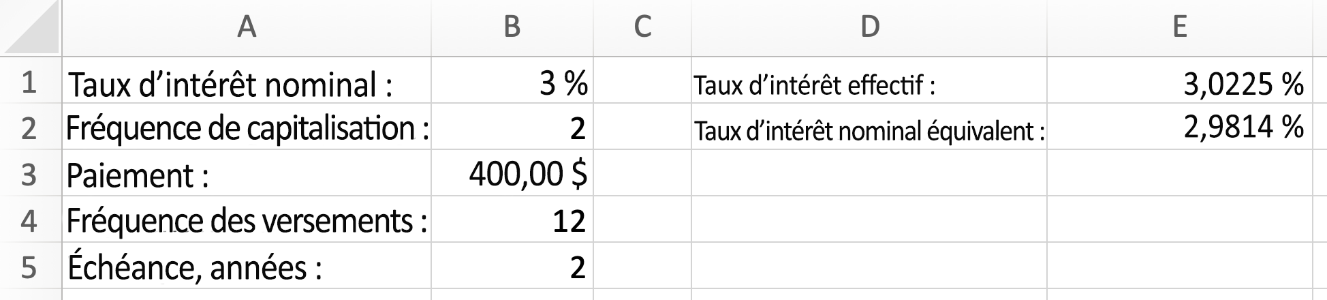 A B C D E
1 Taux d'intérêt nominal : 3 % Taux d'intérêt effectif : 3,0225 %
2 Fréquence de capitalisation : 2 Taux d'intérêt nominal équivalent : 2,9814 %
3 Paiement : 400,00 $
4 Fréquence des versements : 12
5 Échéance, années : 2